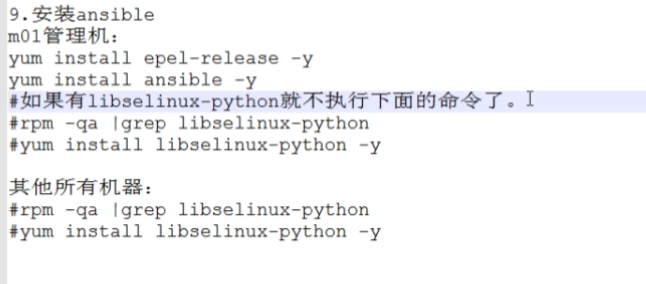 9.安装ansible
m01管理机:
yum install epel-release -y
yum install ansible -y
#如果有libselinux-python就不执行下面的命令了。
#rpm -qa |grep libselinux-python
#yum install libselinux-python -y
其他所有机器:
#rpm -qa |grep libselinux-python
#yum install libselinux-python -y